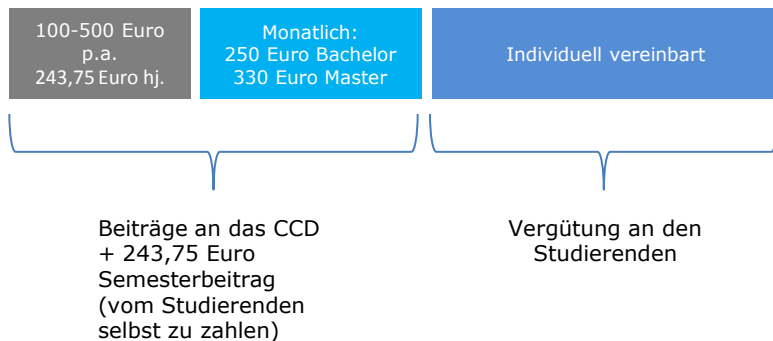 100-500 Euro
p.a.
243,75 Euro hj.
Monatlich:
250 Euro Bachelor
330 Euro Master
Individuell vereinbart
Beiträge an das CCD
+ 243,75 Euro
Semesterbeitrag
(vom Studierenden
selbst zu zahlen)
Vergütung an den
Studierenden